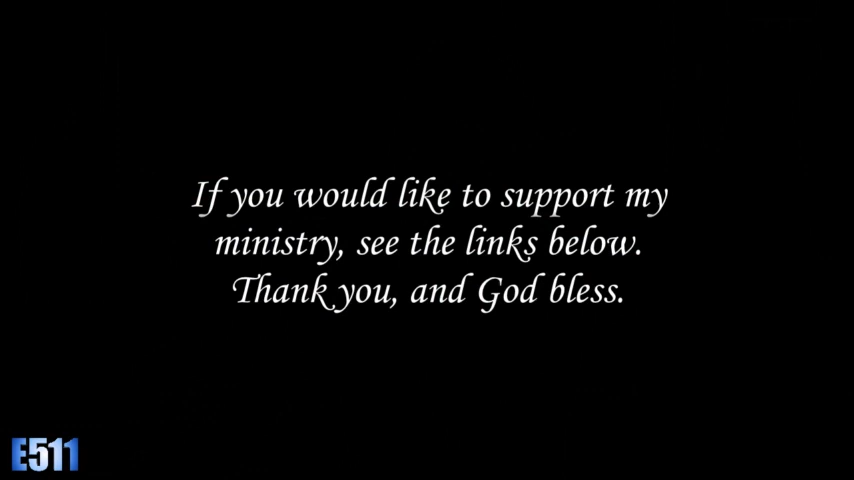 If you would like to support my
ministry, see the links below.
Thank you, and God bless.
E511